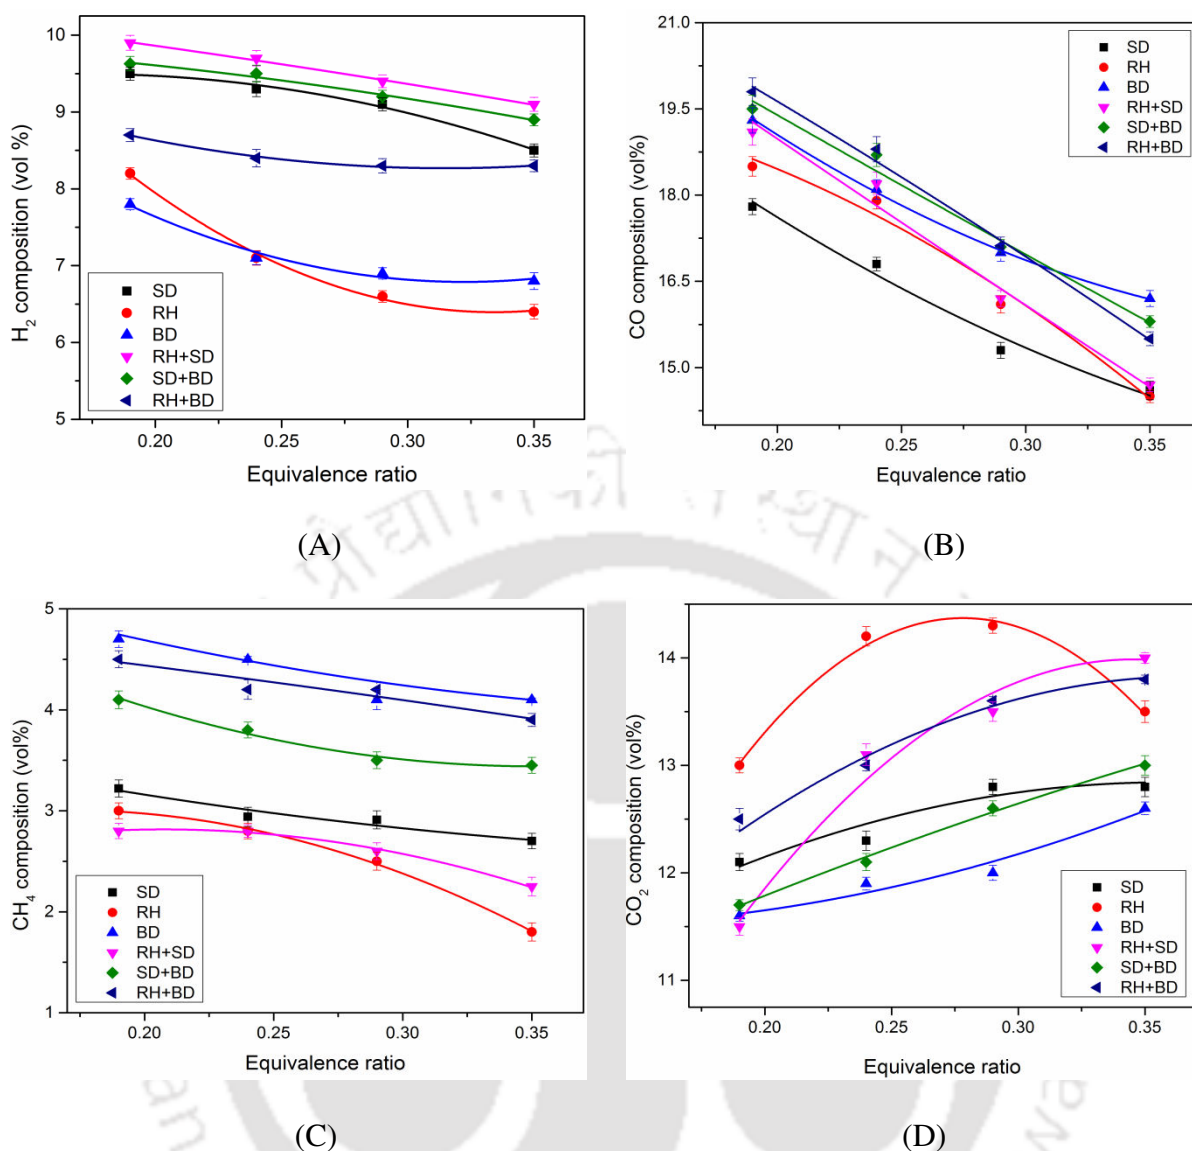 10
9
8
7
6
5
H2 composition (vol %)
SD
RH
BD
RH+SD
SD+BD
RH+BD
0.20 0.25 0.30 0.35
Equivalence ratio
(A)
21.0
19.5
18.0
16.5
15.0
CO composition (vol%)
SD
RH
BD
RH+SD
SD+BD
RH+BD
0.20 0.25 0.30 0.35
Equivalence ratio
(B)
5
4
3
2
1
CH4 composition (vol%)
SD
RH
BD
RH+SD
SD+BD
RH+BD
0.20 0.25 0.30 0.35
Equivalence ratio
(C)
14
13
12
11
CO2 composition (vol%)
SD
RH
BD
RH+SD
SD+BD
RH+BD
0.20 0.25 0.30 0.35
Equivalence ratio
(D)